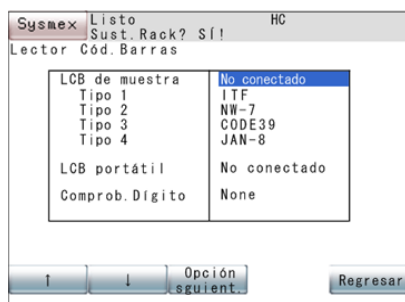 Sysmex Listo HC
Sust.Rack? SÍ!
Lector Cód.Barras
LCB de muestra No conectado
Tipo 1 ITF
Tipo 2 NW-7
Tipo 3 CODE39
Tipo 4 JAN-8
LCB portátil No conectado
Comprob.Dígito None
↑ ↓ Opción Regresar
sguient.